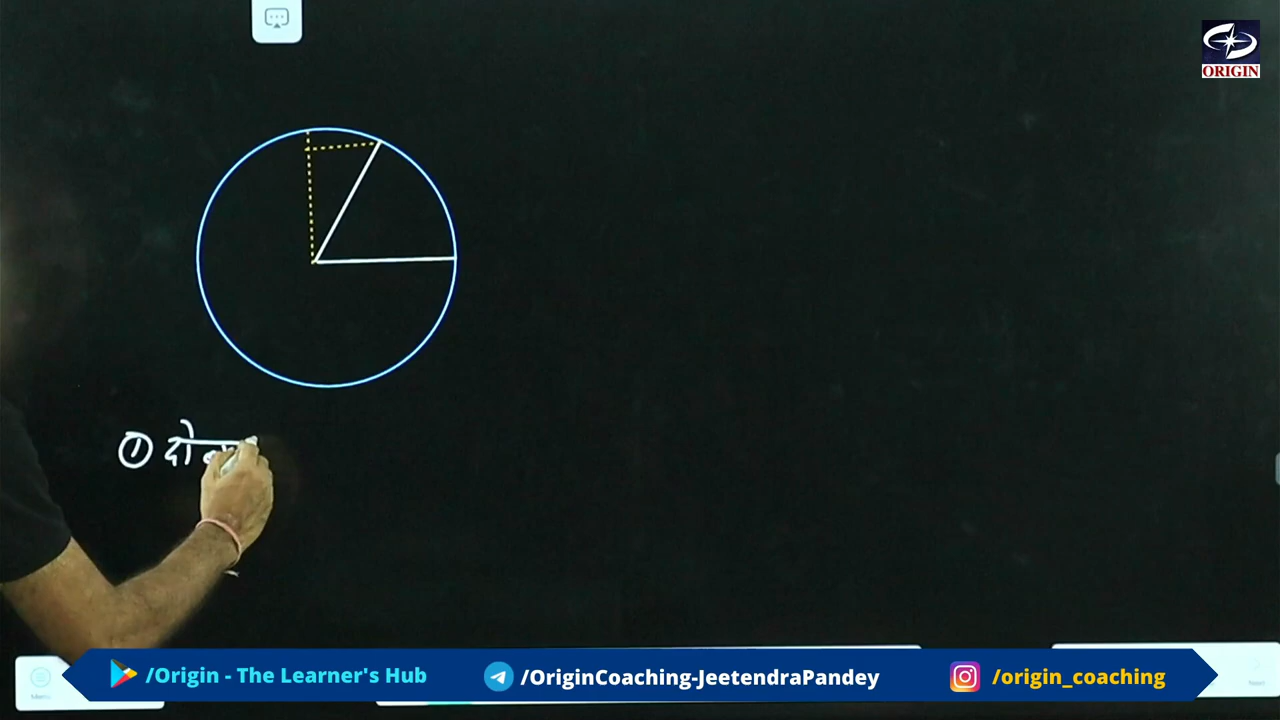 ORIGIN
① दो
/Origin - The Learner's Hub
/OriginCoaching-JeetendraPandey
/origin_coaching